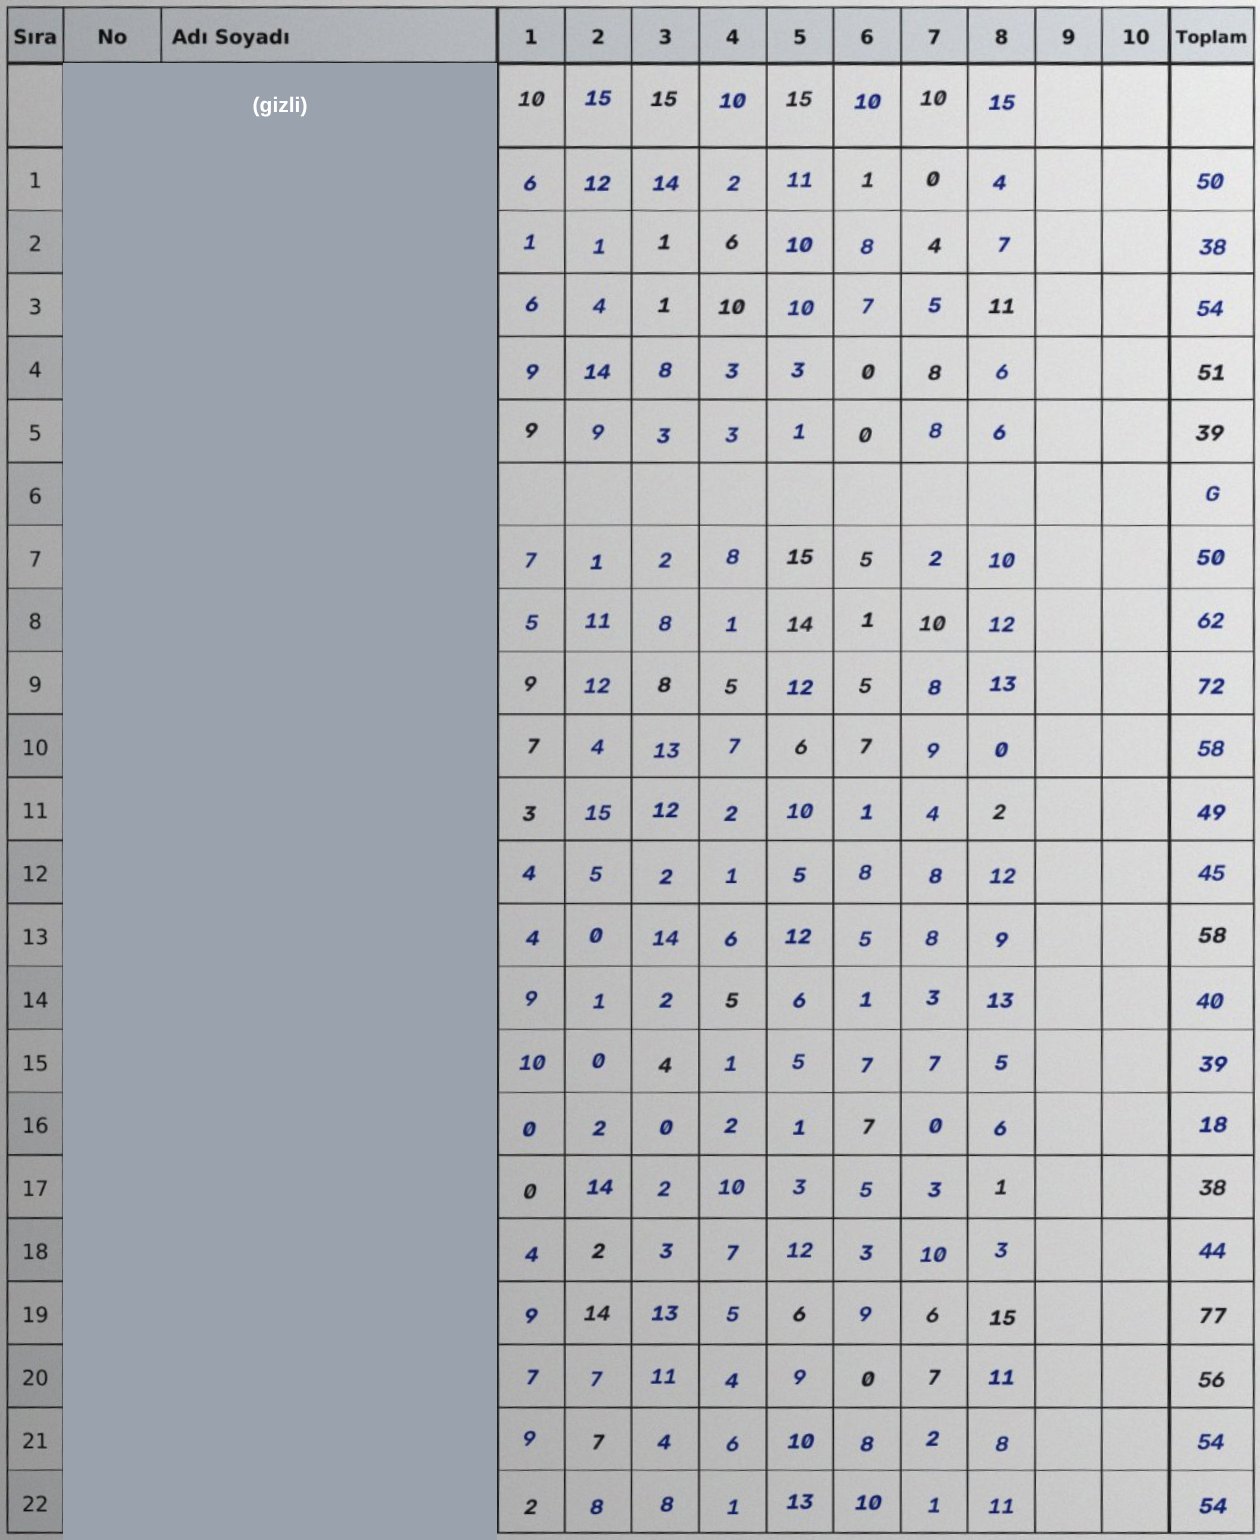 Sıra No Adı Soyadı 1 2 3 4 5 6 7 8 9 10 Toplam
(gizli) 10 15 15 10 15 10 10 15
1 6 12 14 2 11 1 0 4 50
2 1 1 1 6 10 8 4 7 38
3 6 4 1 10 10 7 5 11 54
4 9 14 8 3 3 0 8 6 51
5 9 9 3 3 1 0 8 6 39
6 G
7 7 1 2 8 15 5 2 10 50
8 5 11 8 1 14 1 10 12 62
9 9 12 8 5 12 5 8 13 72
10 7 4 13 7 6 7 9 0 58
11 3 15 12 2 10 1 4 2 49
12 4 5 2 1 5 8 8 12 45
13 4 0 14 6 12 5 8 9 58
14 9 1 2 5 6 1 3 13 40
15 10 0 4 1 5 7 7 5 39
16 0 2 0 2 1 7 0 6 18
17 0 14 2 10 3 5 3 1 38
18 4 2 3 7 12 3 10 3 44
19 9 14 13 5 6 9 6 15 77
20 7 7 11 4 9 0 7 11 56
21 9 7 4 6 10 8 2 8 54
22 2 8 8 1 13 10 1 11 54